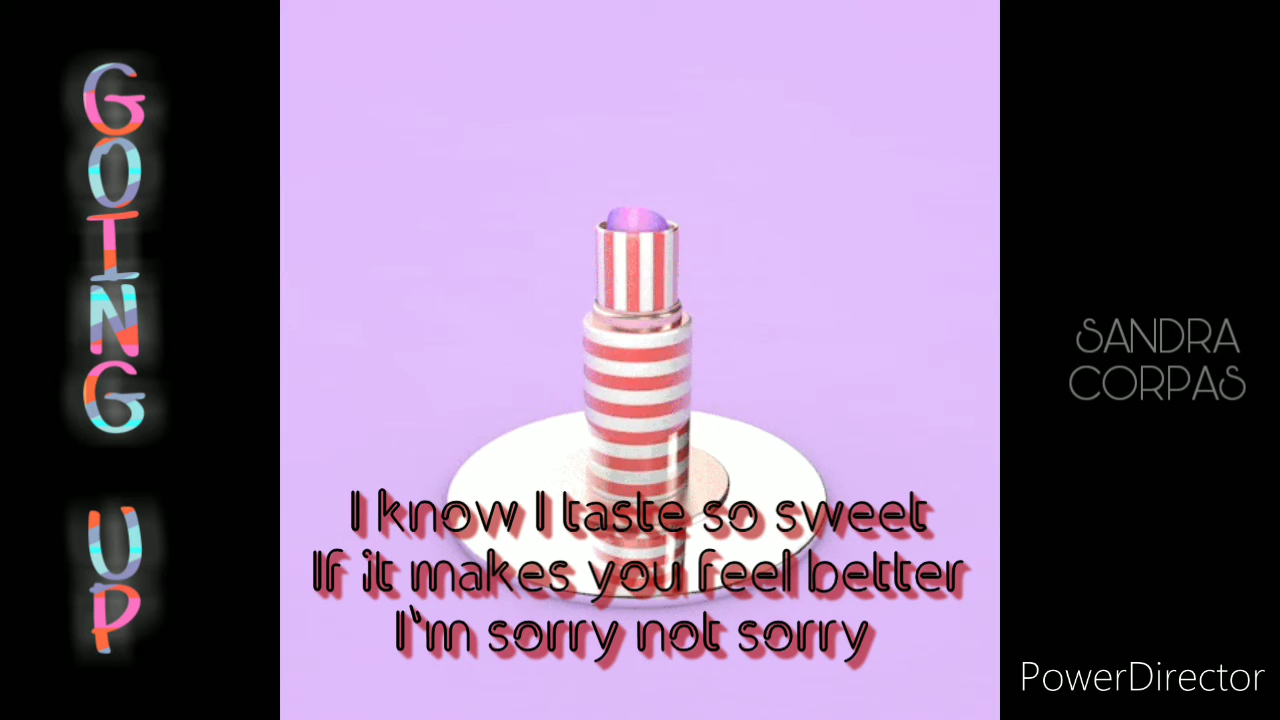 GOING
UP
I know I taste so sweet
If it makes you feel better
I'm sorry not sorry
SANDRA
CORPAS
PowerDirector